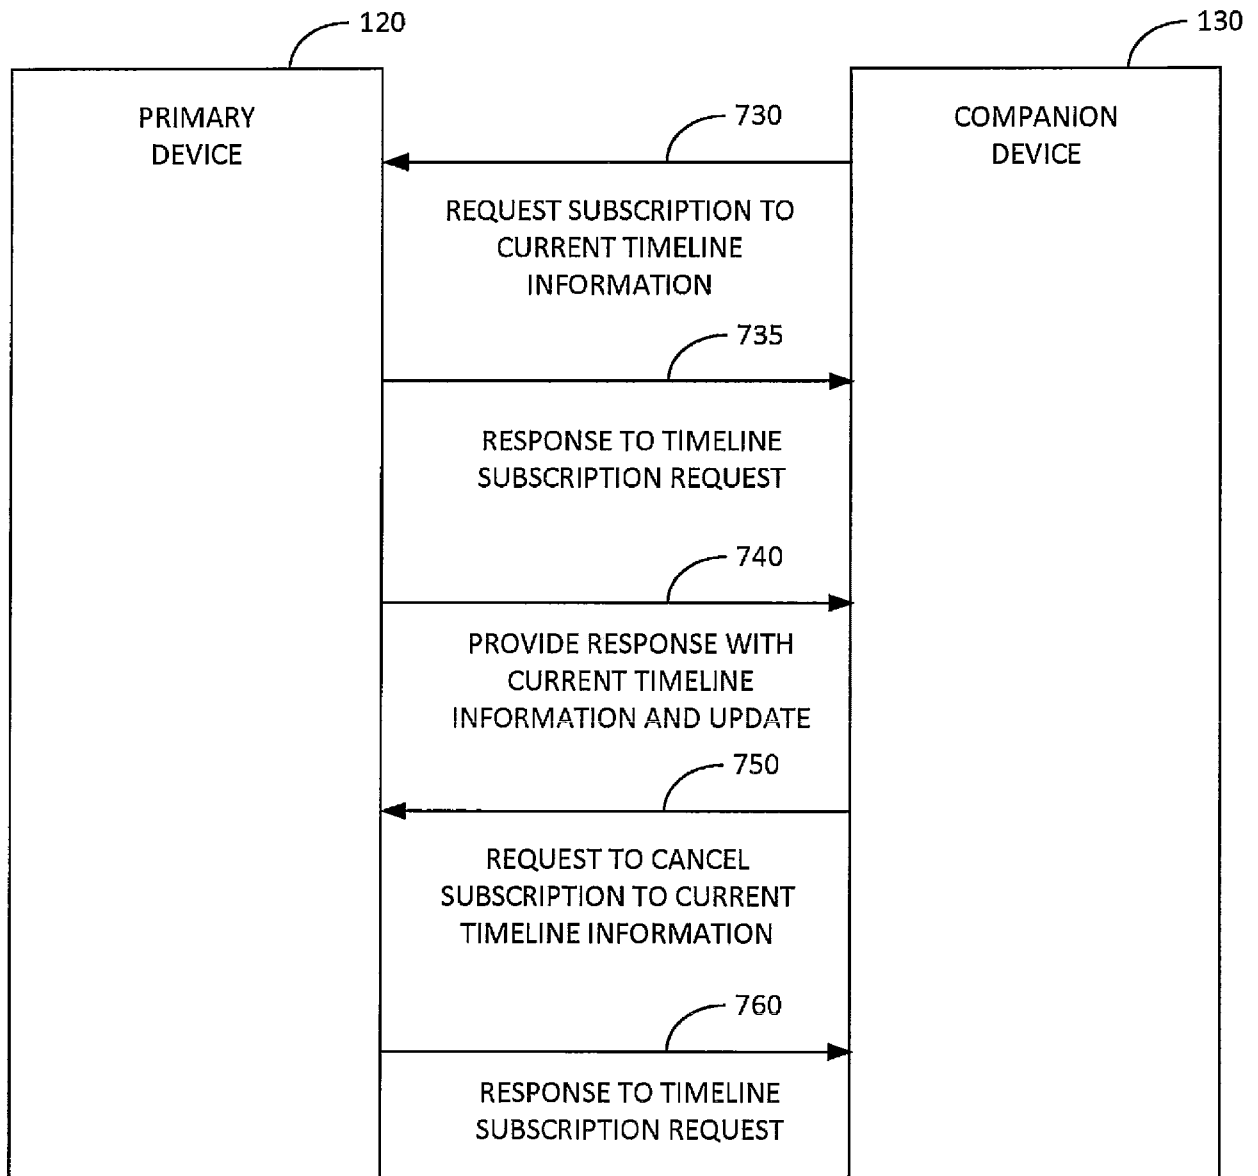 120
130
PRIMARY
DEVICE
COMPANION
DEVICE
730
REQUEST SUBSCRIPTION TO
CURRENT TIMELINE
INFORMATION
735
RESPONSE TO TIMELINE
SUBSCRIPTION REQUEST
740
PROVIDE RESPONSE WITH
CURRENT TIMELINE
INFORMATION AND UPDATE
750
REQUEST TO CANCEL
SUBSCRIPTION TO CURRENT
TIMELINE INFORMATION
760
RESPONSE TO TIMELINE
SUBSCRIPTION REQUEST